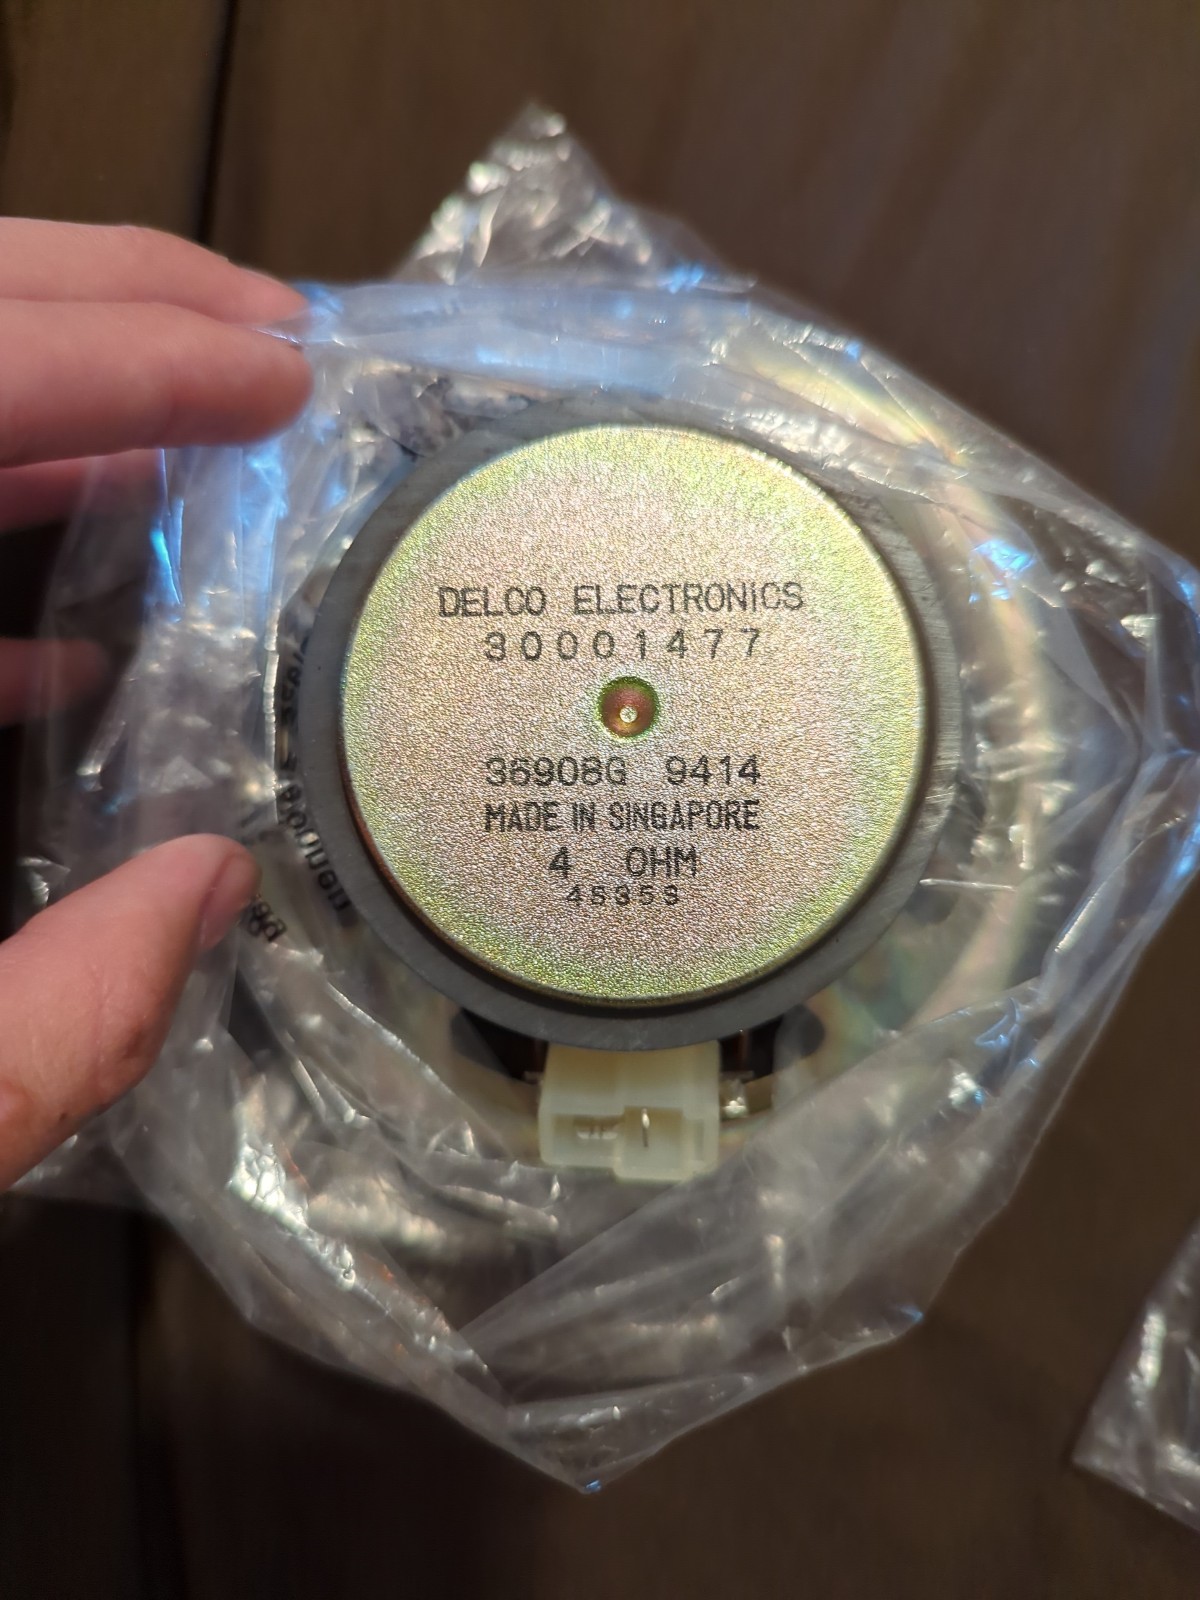 DELCO ELECTRONICS
30001477
36908G 9414
MADE IN SINGAPORE
4 OHM
45353